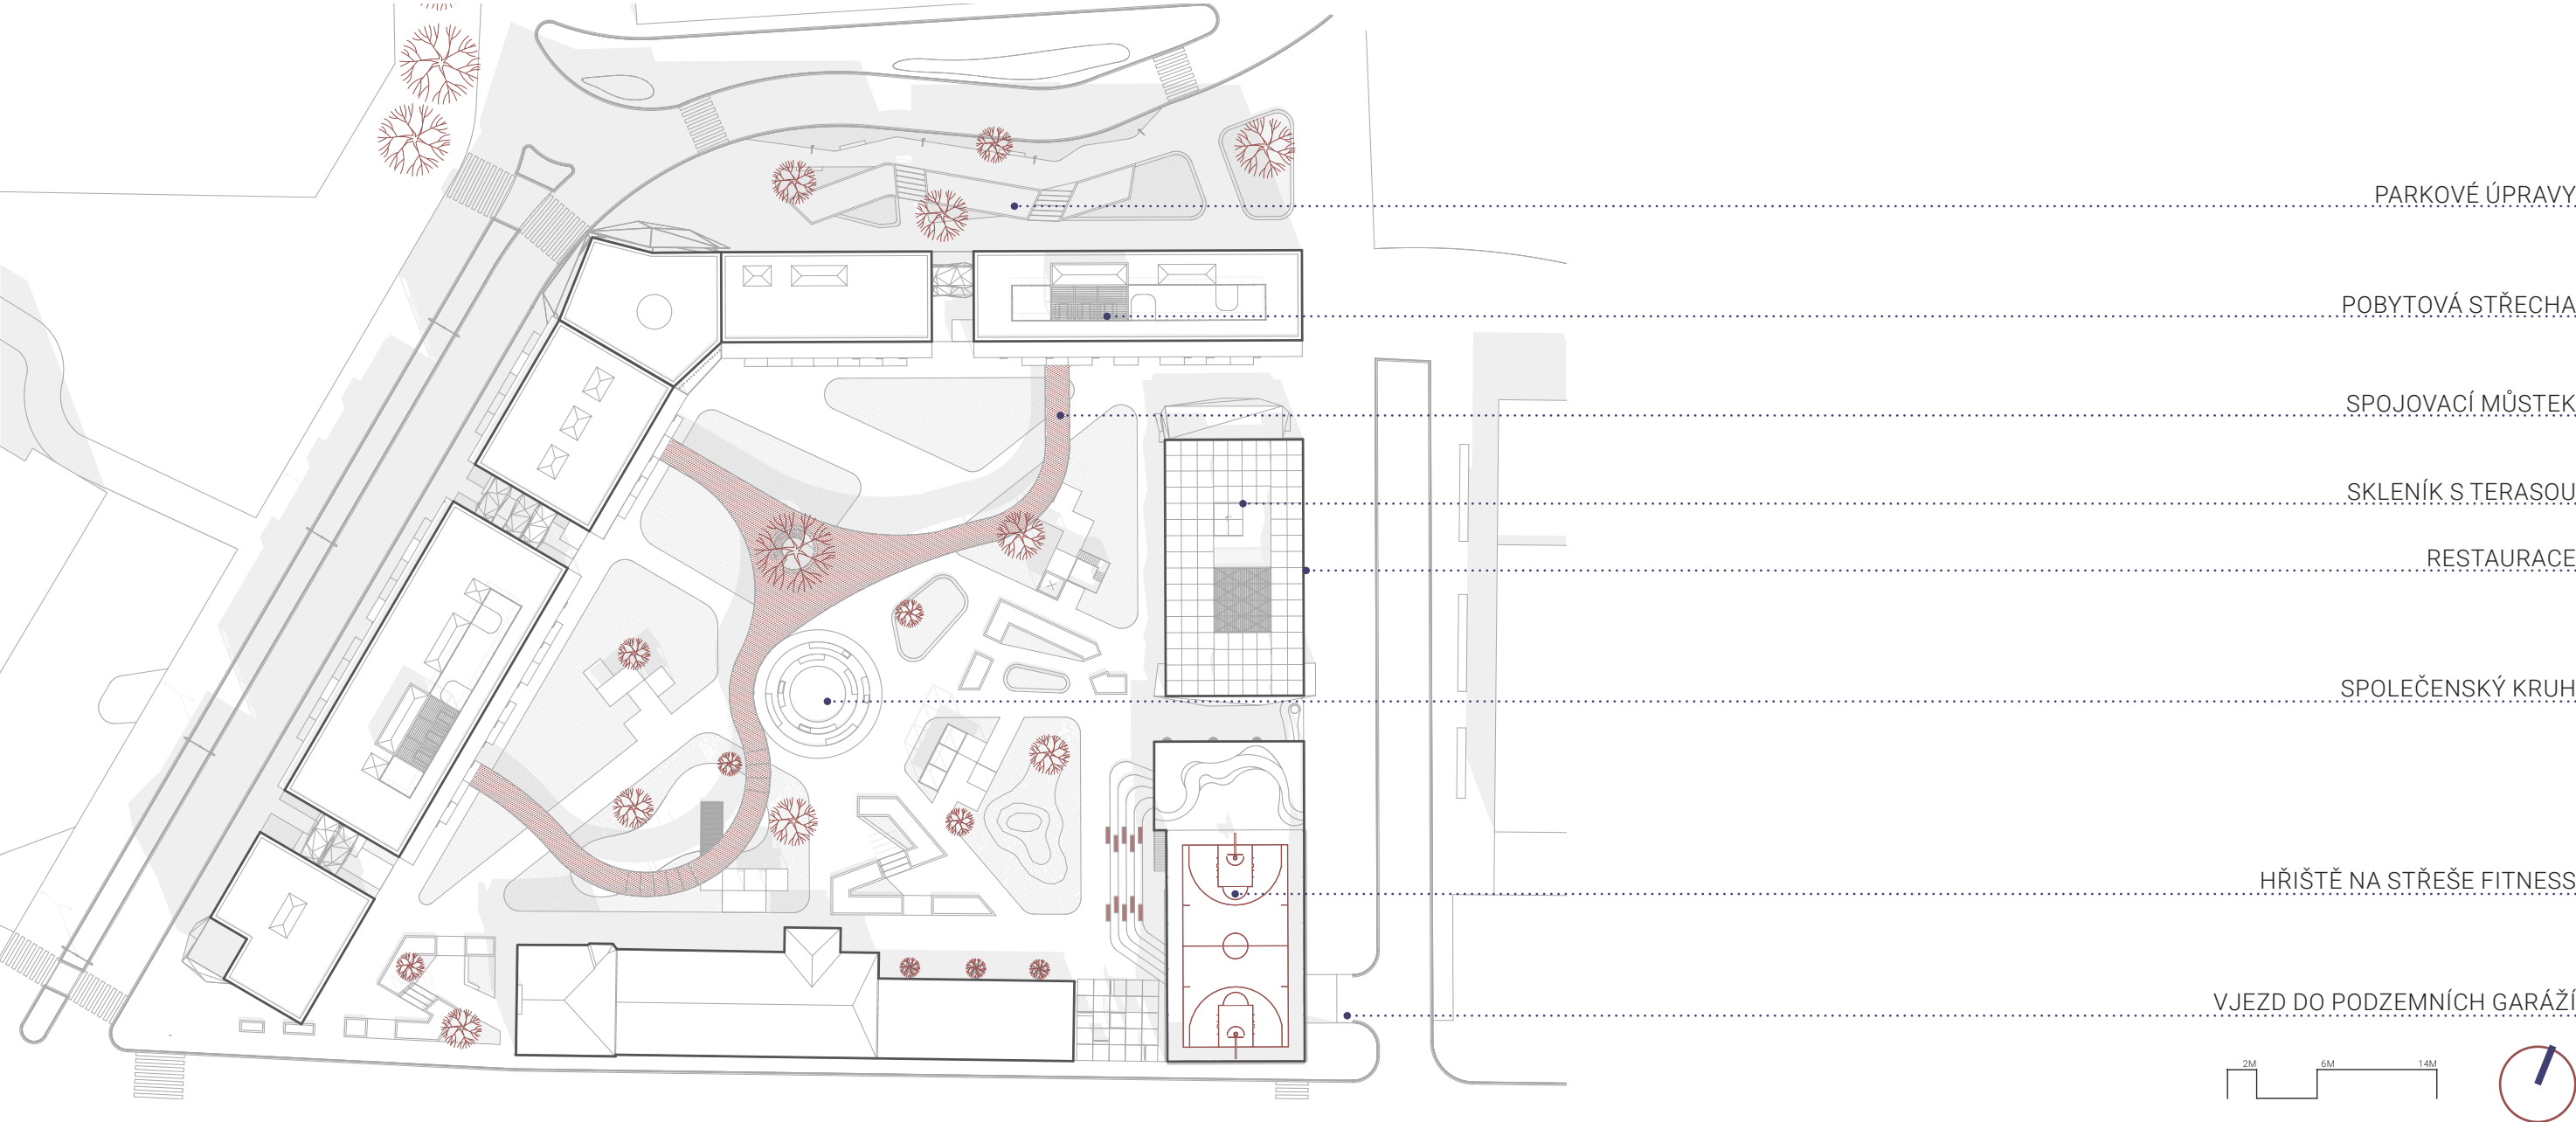 PARKOVÉ ÚPRAVY
POBYTOVÁ STŘECHA
SPOJOVACÍ MŮSTEK
SKLENÍK S TERASOU
RESTAURACE
SPOLEČENSKÝ KRUH
HŘIŠTĚ NA STŘEŠE FITNESS
VJEZD DO PODZEMNÍCH GARÁŽÍ
2M 6M 14M